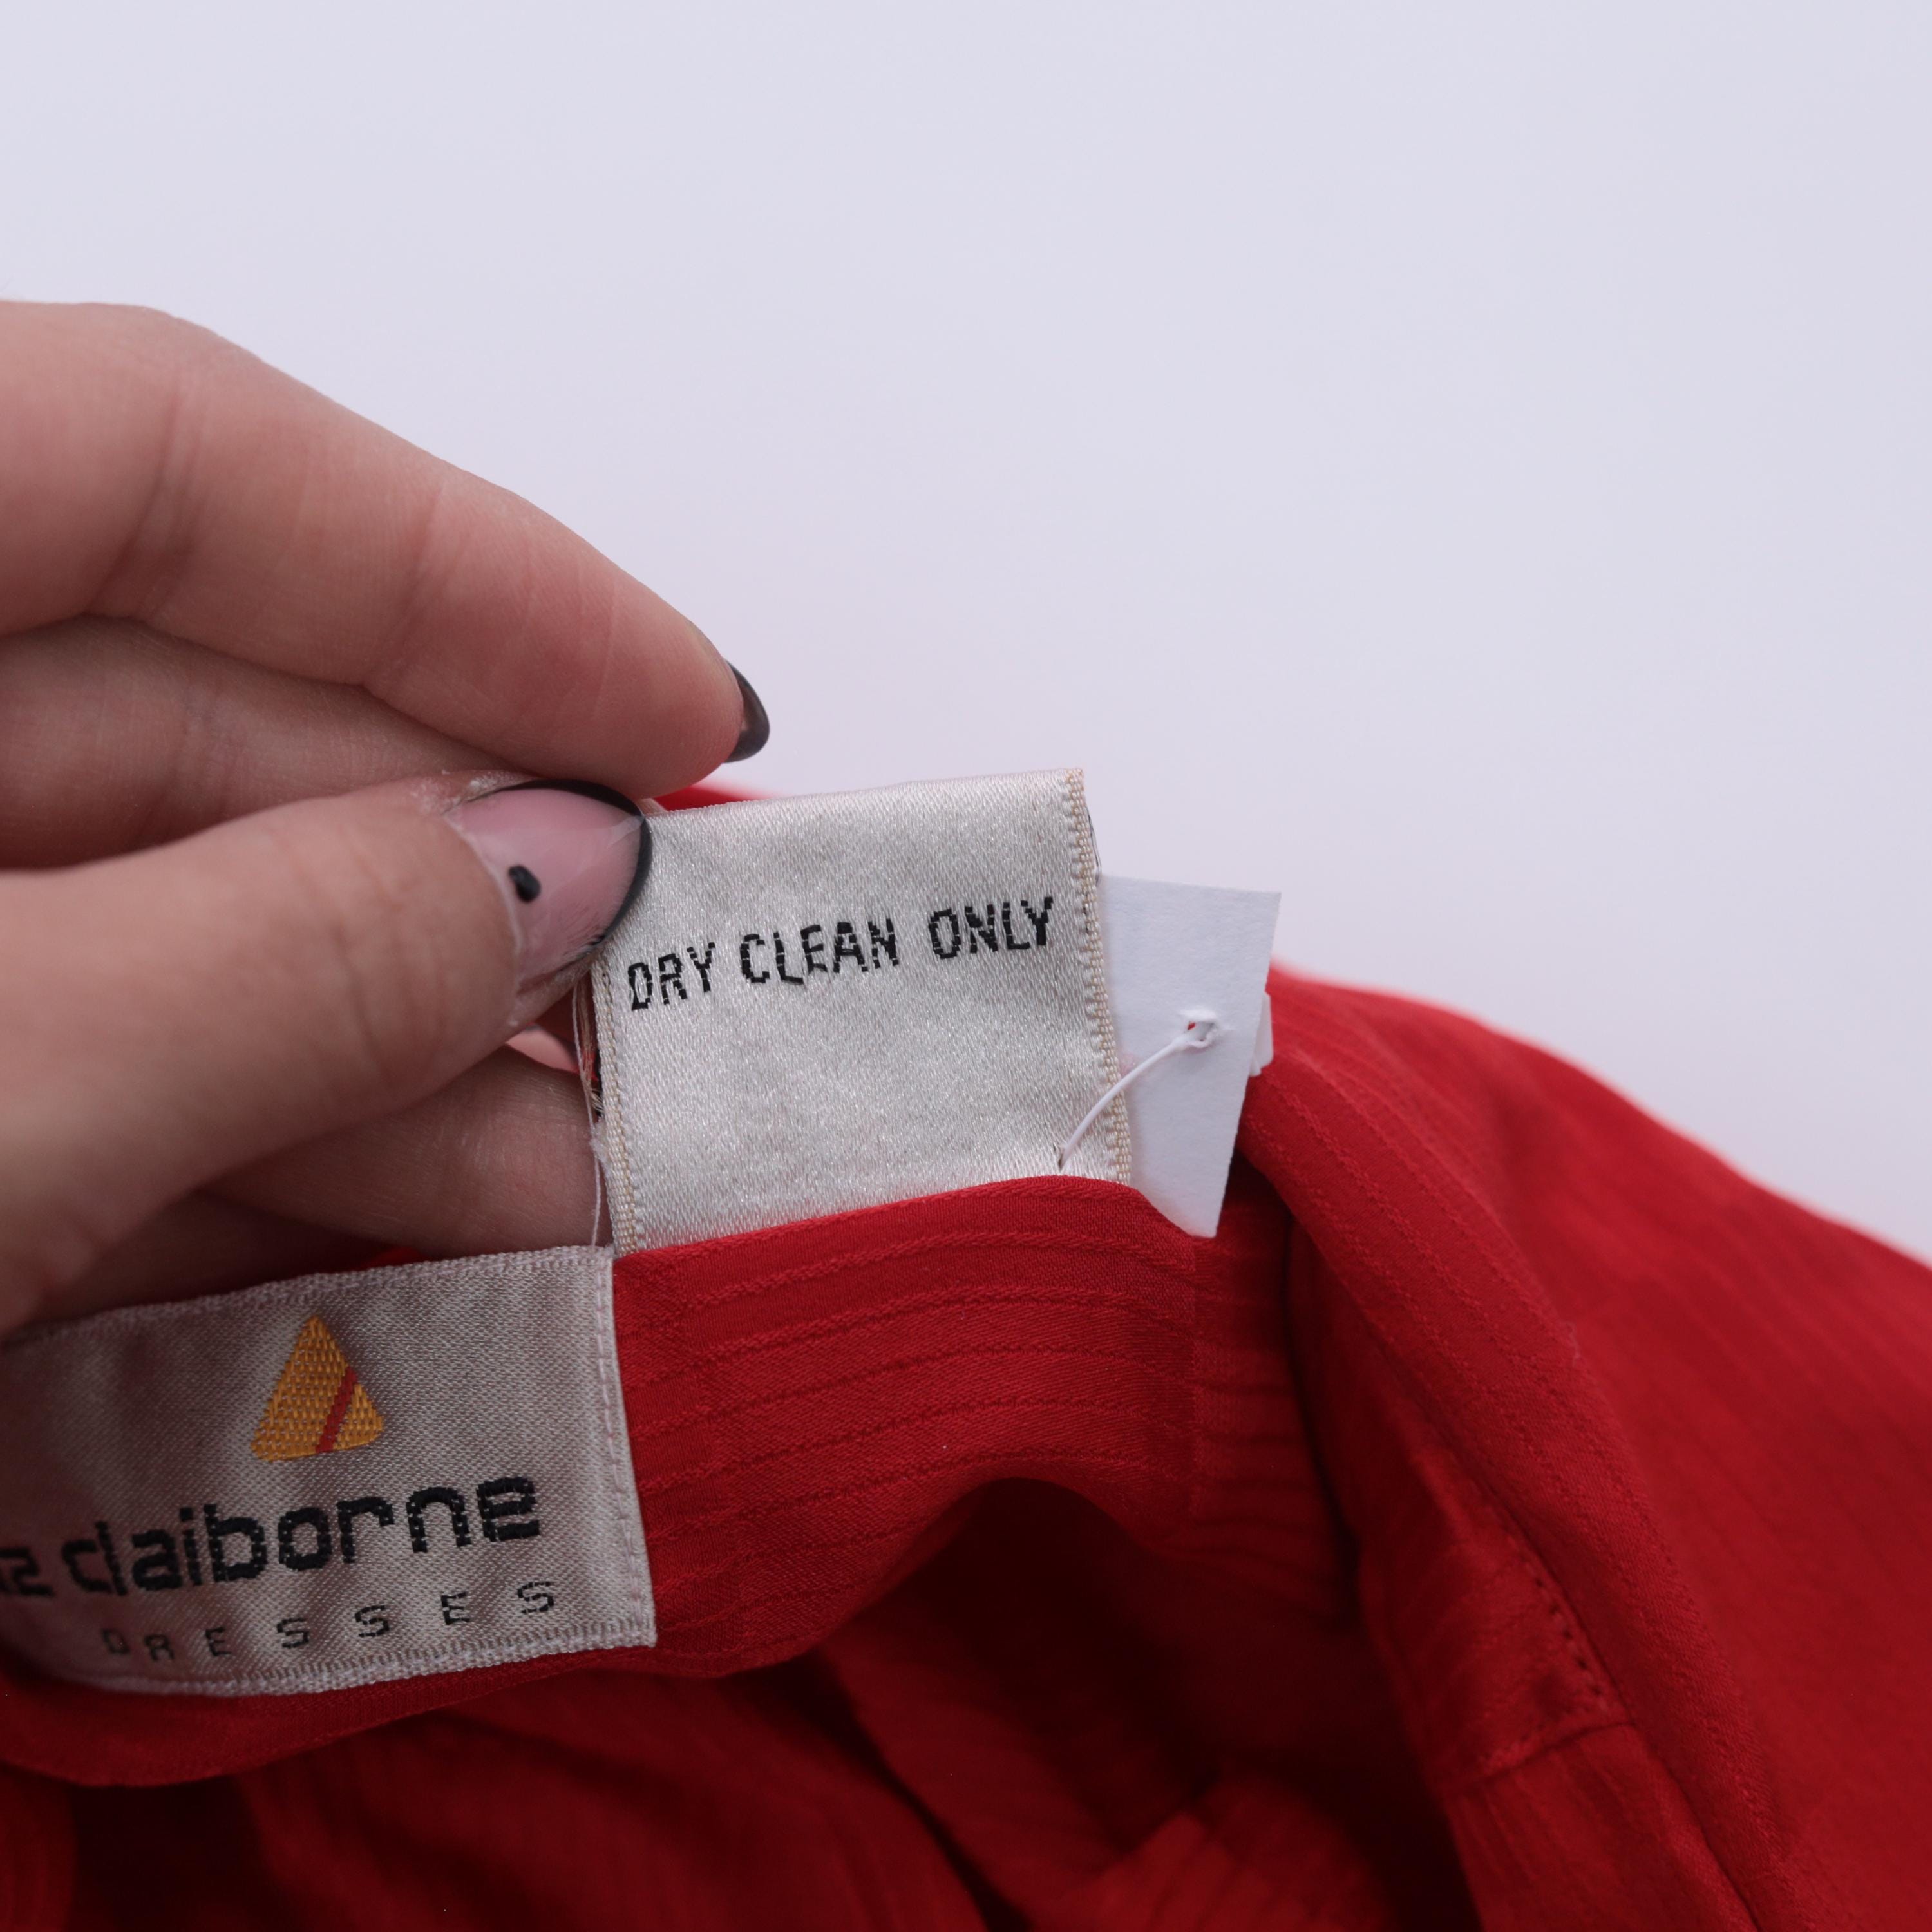 DRY CLEAN ONLY
claiborne
DRESSES